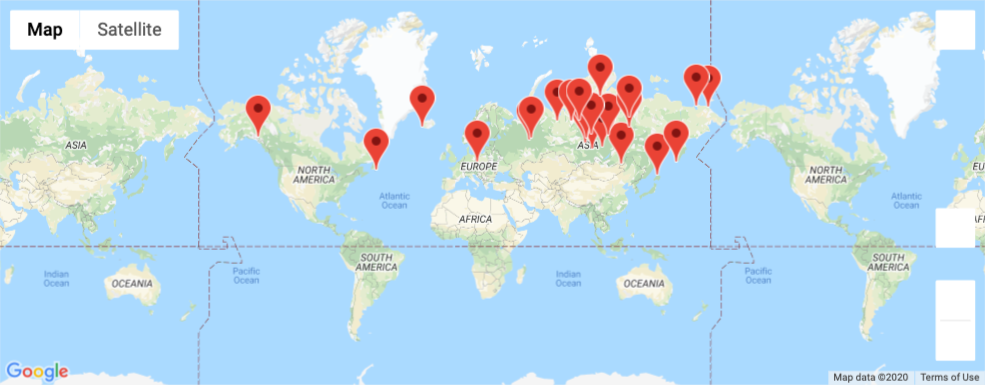 Map Satellite
ASIA
NORTH
AMERICA
EUROPE
ASIA
NORTH
AMERICA
EU
Atlantic
Ocean
Atlantic
Ocean
AFRICA
AF
Indian
Ocean
Pacific
Ocean
SOUTH
AMERICA
Indian
Ocean
Pacific
Ocean
SOUTH
AMERICA
OCEANIA
OCEANIA
Google
Map data ©2020 Terms of Use